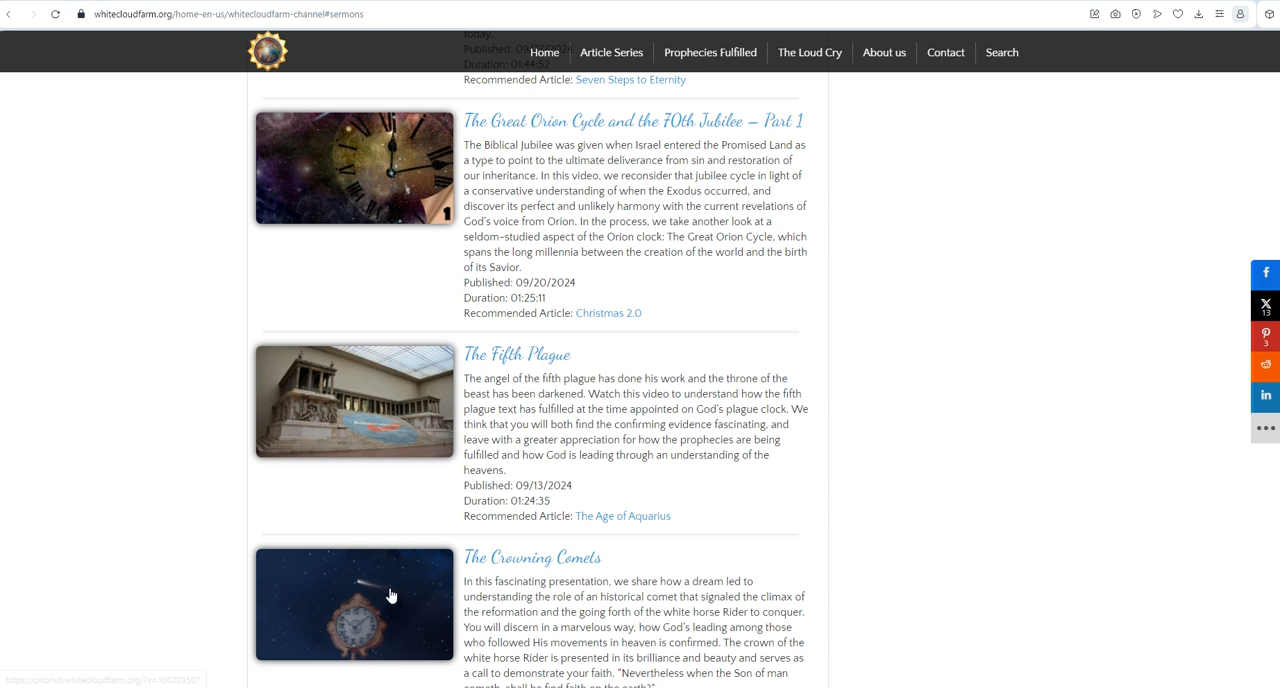 whitecloudfarm.org/home-en-us/whitecloudfarm-channel#sermons
today.
Published: 09/27/2024
Home
Article Series
Prophecies Fulfilled
The Loud Cry
About us
Contact
Search
Duration: 01:44:52
Recommended Article: Seven Steps to Eternity
The Great Orion Cycle and the 70th Jubilee – Part 1
The Biblical Jubilee was given when Israel entered the Promised Land as
a type to point to the ultimate deliverance from sin and restoration of
our inheritance. In this video, we reconsider that jubilee cycle in light of
a conservative understanding of when the Exodus occurred, and
discover its perfect and unlikely harmony with the current revelations of
God's voice from Orion. In the process, we take another look at a
seldom-studied aspect of the Orion clock: The Great Orion Cycle, which
spans the long millennia between the creation of the world and the birth
of its Savior.
Published: 09/20/2024
Duration: 01:25:11
Recommended Article: Christmas 2.0
1
13
3
The Fifth Plague
The angel of the fifth plague has done his work and the throne of the
beast has been darkened. Watch this video to understand how the fifth
plague text has fulfilled at the time appointed on God's plague clock. We
think that you will both find the confirming evidence fascinating, and
leave with a greater appreciation for how the prophecies are being
fulfilled and how God is leading through an understanding of the
heavens.
Published: 09/13/2024
Duration: 01:24:35
Recommended Article: The Age of Aquarius
The Crowning Comets
In this fascinating presentation, we share how a dream led to
understanding the role of an historical comet that signaled the climax of
the reformation and the going forth of the white horse Rider to conquer.
You will discern in a marvelous way, how God's leading among those
who followed His movements in heaven is confirmed. The crown of the
white horse Rider is presented in its brilliance and beauty and serves as
a call to demonstrate your faith. "Nevertheless when the Son of man
cometh, shall he find faith on the earth?"
https://orionist.whitecloudfarm.org/?v=100203507